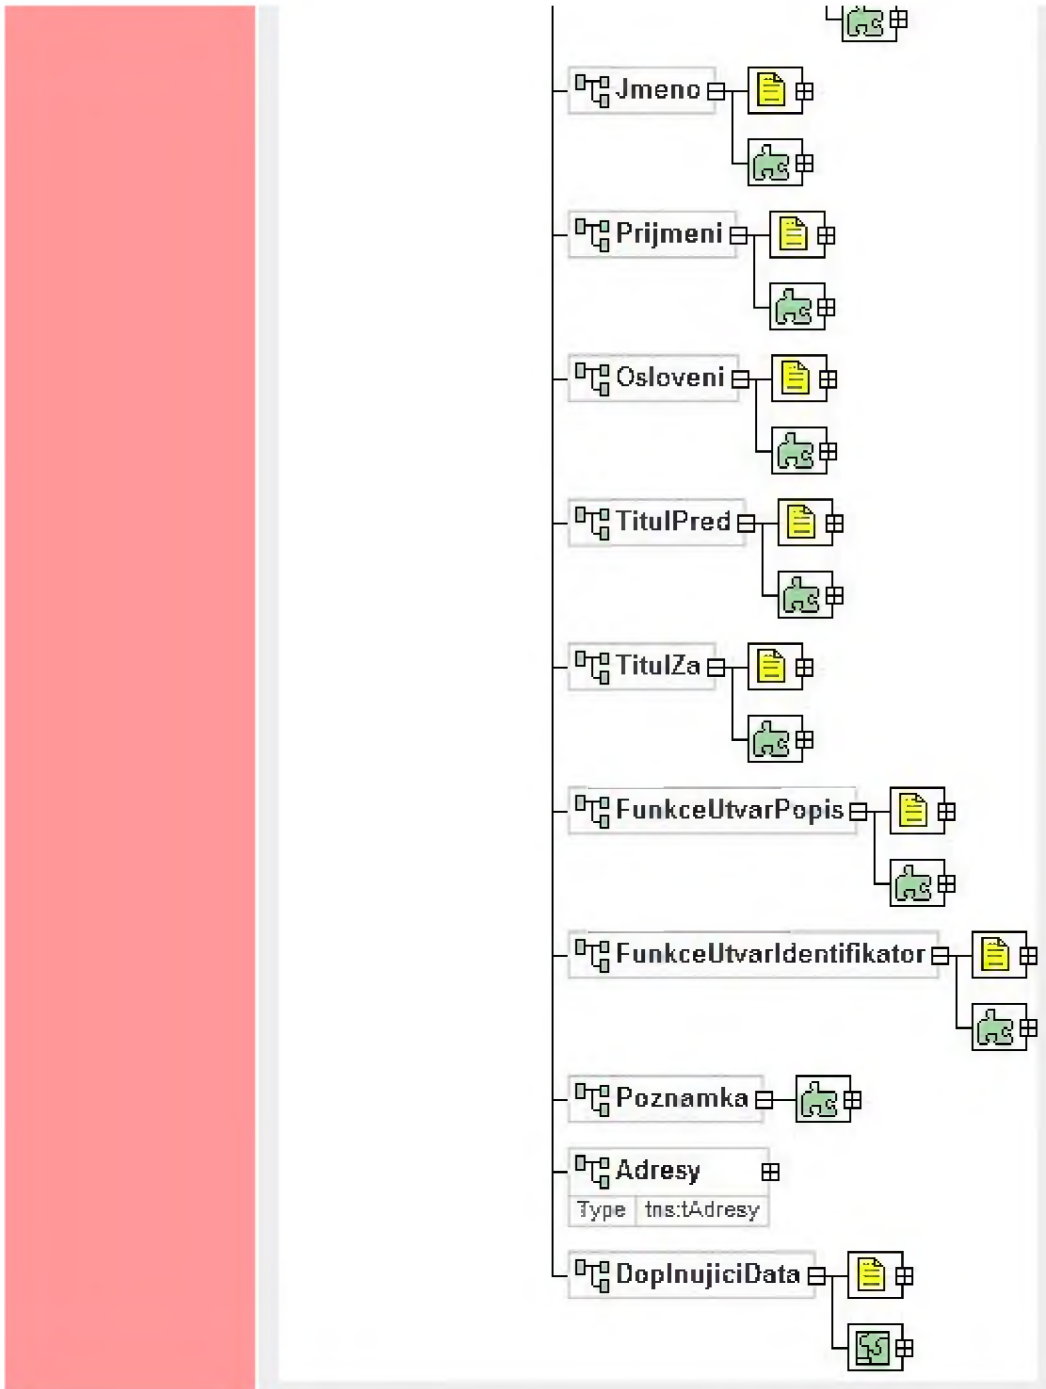 Jmeno
Prijmeni
Osloveni
TitulPred
TitulZa
FunkceUtvarPopis
FunkceUtvarIdentifikator
Poznamka
Adresy
Type tns:tAdresy
DoplnujiciData